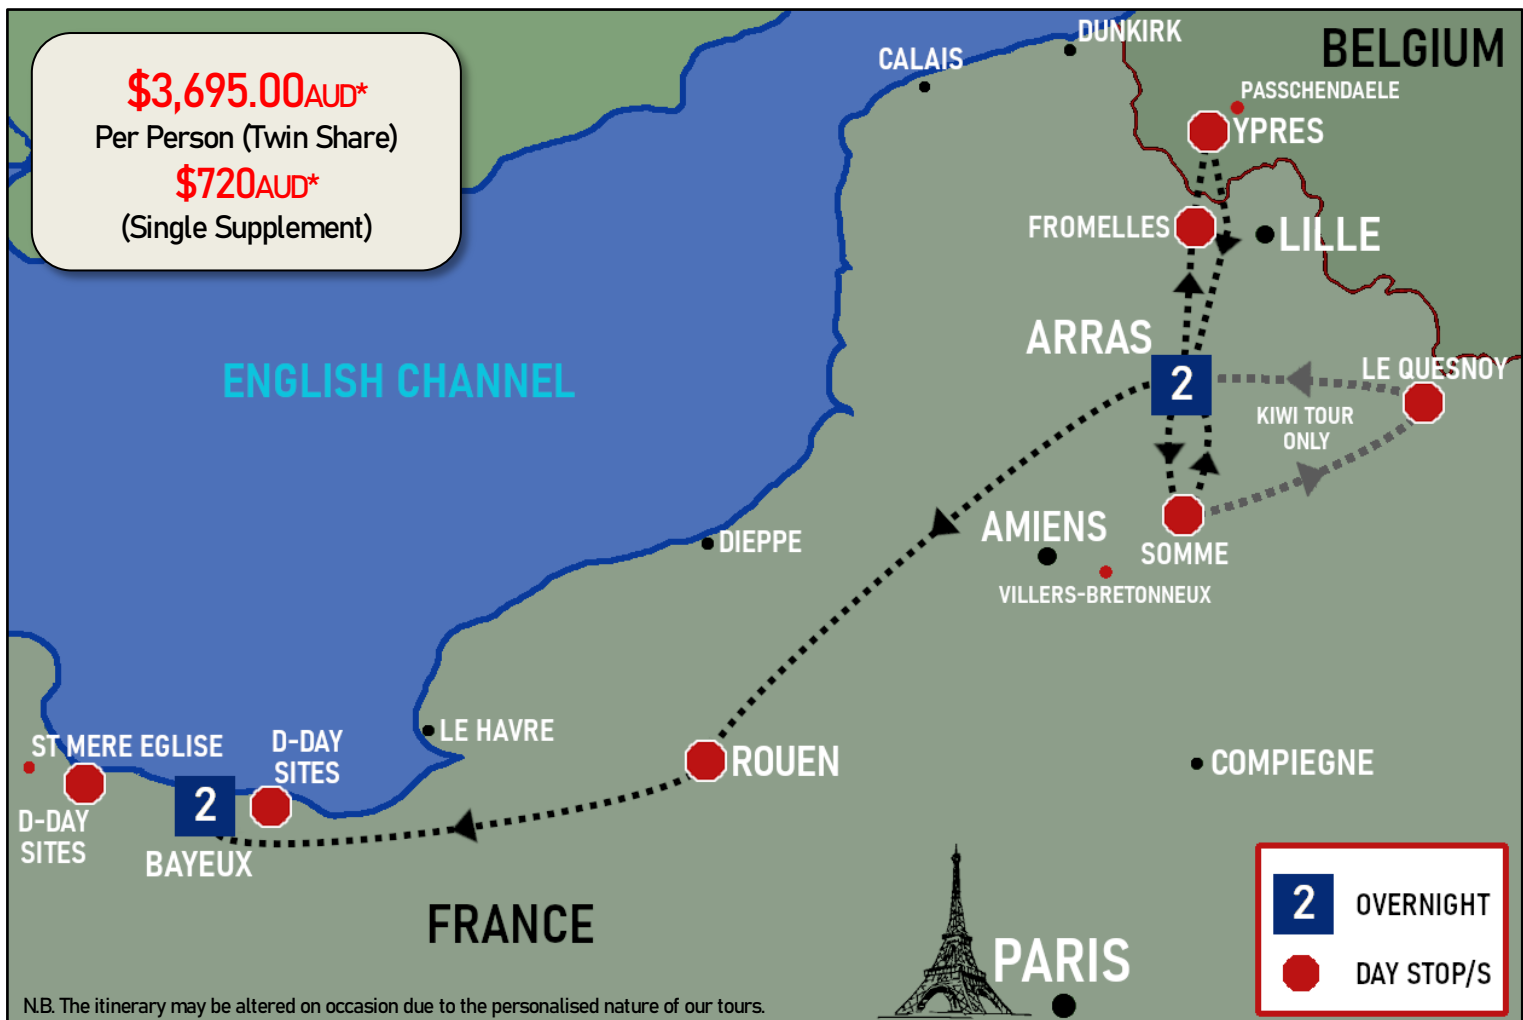 $3,695.00AUD*
Per Person (Twin Share)
$720AUD*
(Single Supplement)
DUNKIRK
CALAIS
BELGIUM
PASSCHENDAELE
YPRES
FROMELLES
LILLE
ARRAS
ENGLISH CHANNEL
2
LE QUESNOY
KIWI TOUR
ONLY
AMIENS
DIEPPE
SOMME
VILLERS-BRETONNEUX
LE HAVRE
ST MERE EGLISE
D-DAY
SITES
ROUEN
COMPIEGNE
2
D-DAY
SITES
BAYEUX
FRANCE
PARIS
2 OVERNIGHT
DAY STOP/S
N.B. The itinerary may be altered on occasion due to the personalised nature of our tours.